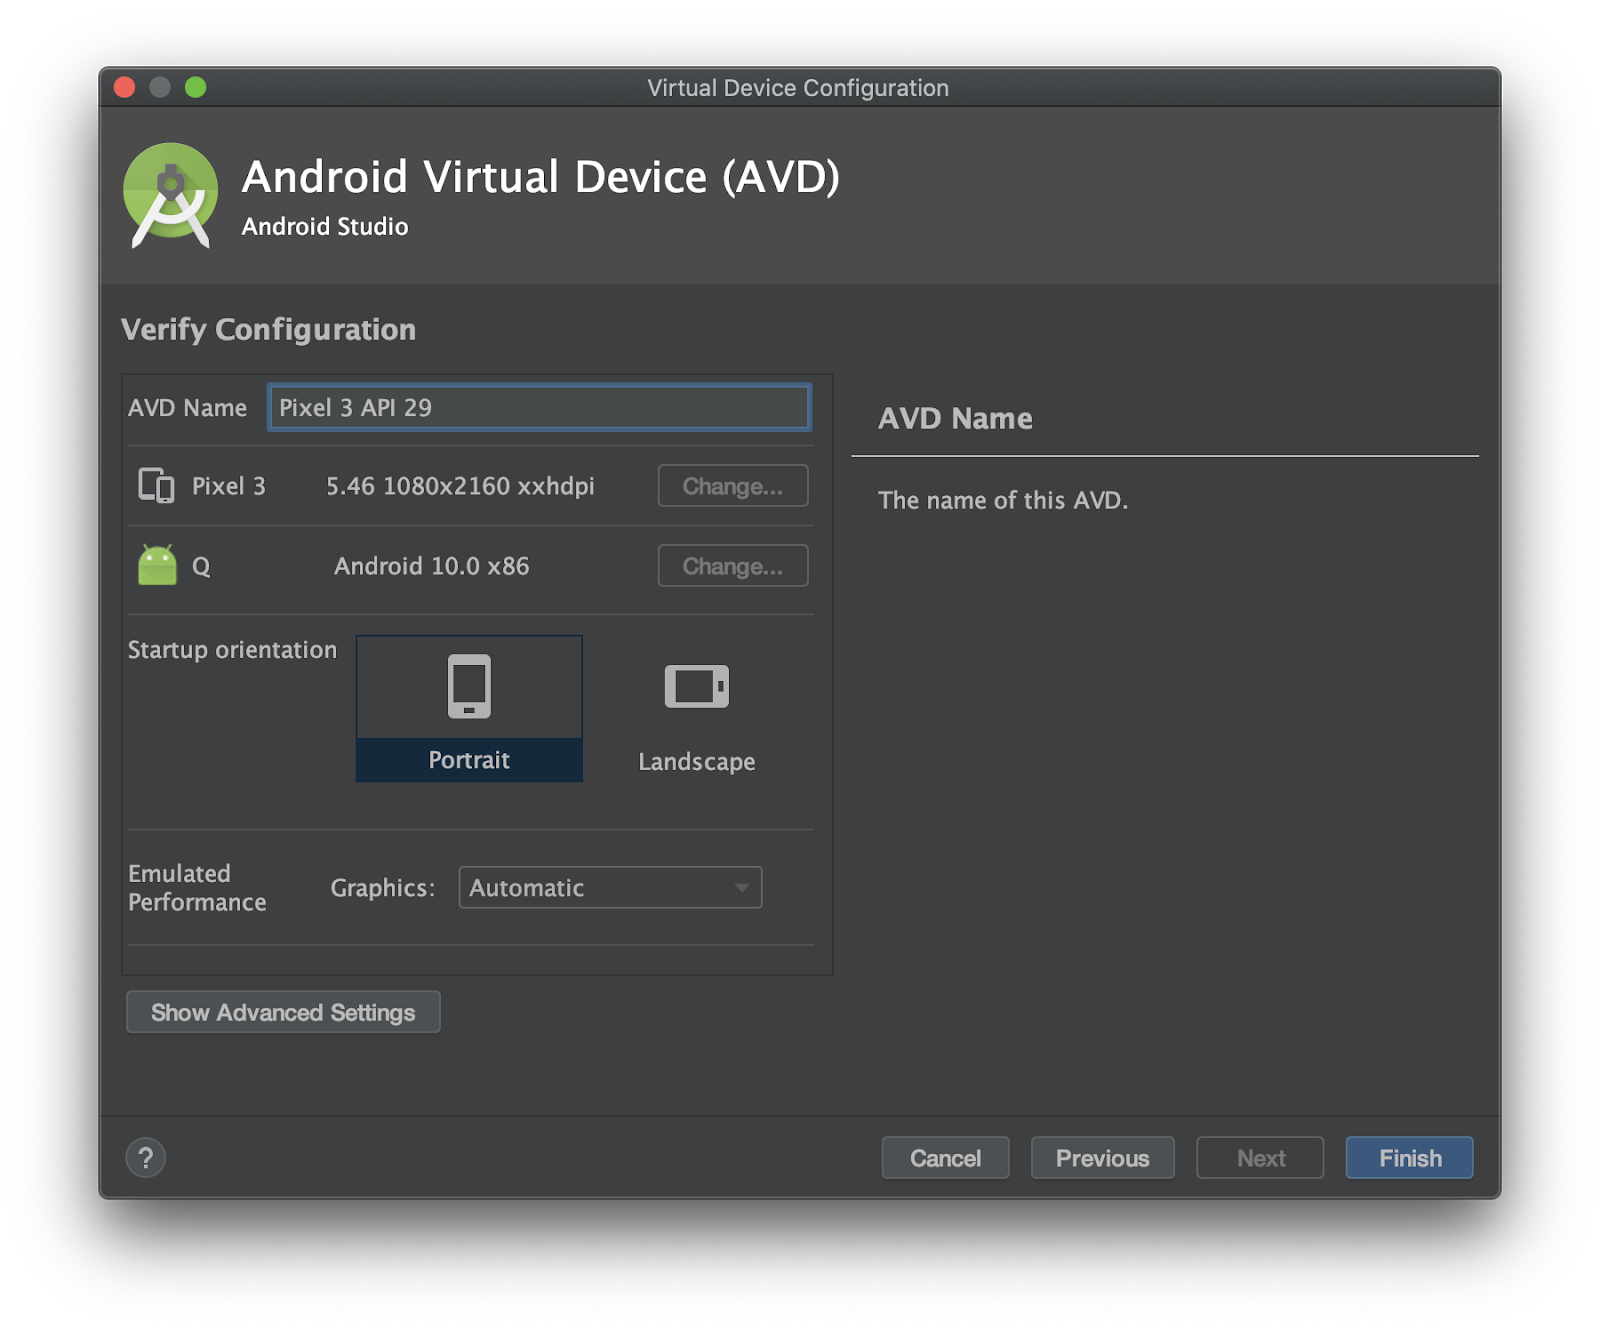 Virtual Device Configuration
Android Virtual Device (AVD)
Android Studio
Verify Configuration
AVD Name Pixel 3 API 29
Pixel 3 5.46 1080x2160 xxhdpi Change...
Q Android 10.0 x86 Change...
Startup orientation
Portrait
Landscape
Emulated
Performance
Graphics: Automatic
Show Advanced Settings
AVD Name
The name of this AVD.
? Cancel Previous Next Finish